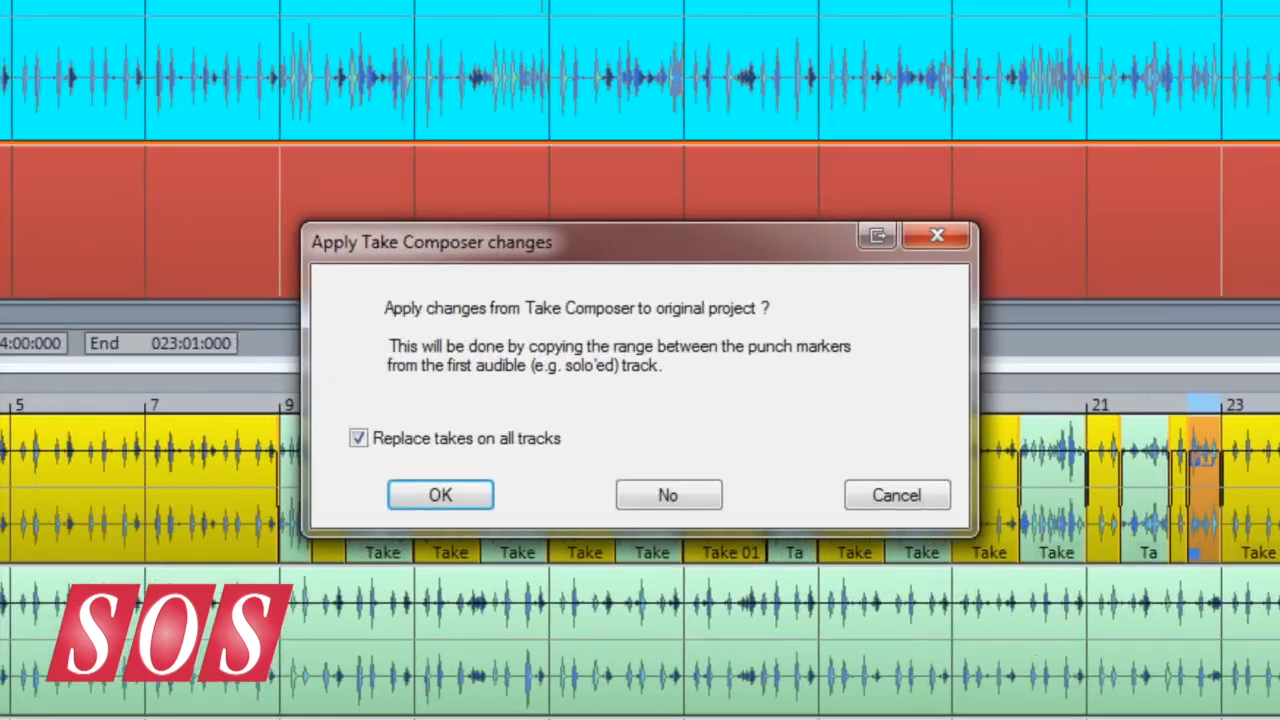 Apply Take Composer changes
Apply changes from Take Composer to original project ?
This will be done by copying the range between the punch markers
from the first audible (e.g. solo'ed) track.
4:00:000 End 023:01:000
5 7 9 21 23
Replace takes on all tracks
OK No Cancel
Take Take Take Take Take Take 01 Ta Take Take Take Take Ta Take
SOS